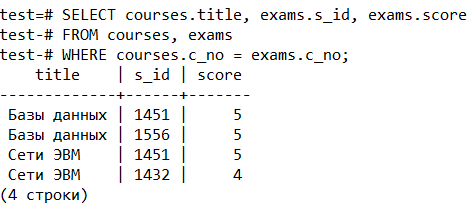 test=# SELECT courses.title, exams.s_id, exams.score
test-# FROM courses, exams
test-# WHERE courses.c_no = exams.c_no;
    title    | s_id | score
-------------+------+-------
 Базы данных | 1451 |     5
 Базы данных | 1556 |     5
 Сети ЭВМ    | 1451 |     5
 Сети ЭВМ    | 1432 |     4
(4 строки)